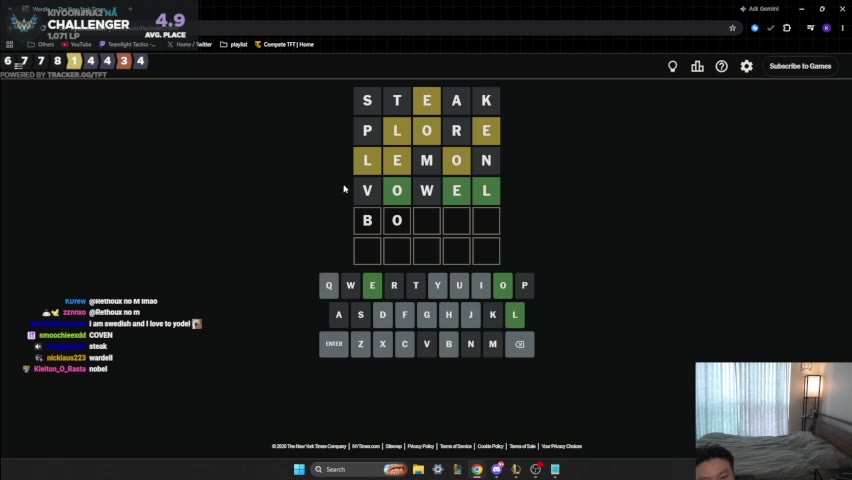 CHALLENGER
1,071 LP
4.9
AVG. PLACE
Ask Gemini
Others
YouTube
Teamfight Tactics -...
Home / Twitter
playlist
Compete TFT | Home
6 7 7 8 1 4 4 3 4
POWERED BY TRACKER.GG/TFT
Subscribe to Games
S T E A K
P L O R E
L E M O N
V O W E L
B O
Q W E R T Y U I O P
A S D F G H J K L
ENTER Z X C V B N M
KDrew @Rethoux no M lmao
zznnxo @Rethoux no m
I am swedish and I love to yodel
smoochieexdd COVEN
steak
nicklaus223 wardell
Kleiton_O_Rasta nobel
© 2026 The New York Times Company | NYTimes.com | Sitemap | Privacy Policy | Terms of Service | Cookie Policy | Terms of Sale | Your Privacy Choices
Search